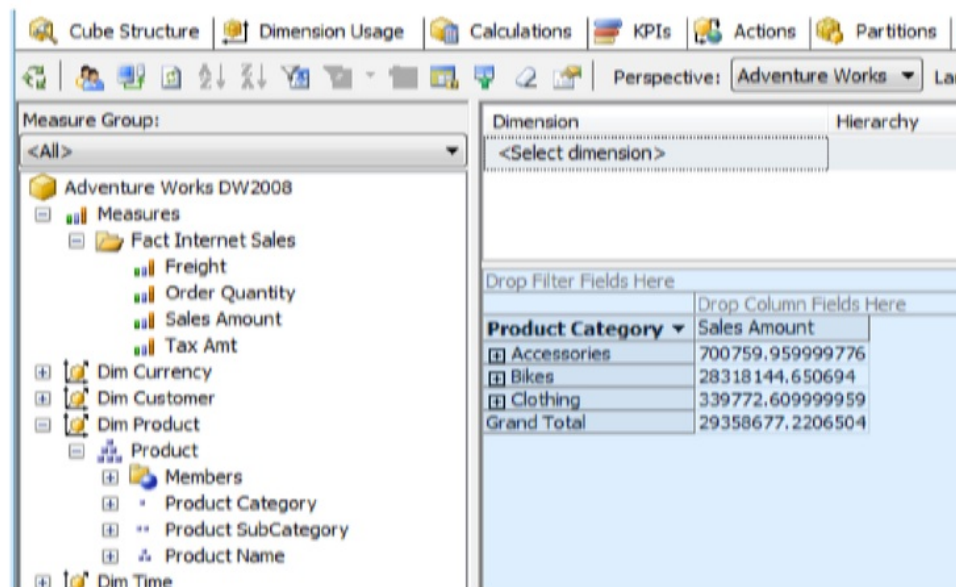 Cube Structure Dimension Usage Calculations KPIs Actions Partitions
Perspective: Adventure Works La
Measure Group:
<All>
Adventure Works DW2008
Measures
Fact Internet Sales
Freight
Order Quantity
Sales Amount
Tax Amt
Dim Currency
Dim Customer
Dim Product
Product
Members
Product Category
Product SubCategory
Product Name
Dim Time
Dimension Hierarchy
<Select dimension>
Drop Filter Fields Here
Drop Column Fields Here
Product Category Sales Amount
Accessories 700759.959999776
Bikes 28318144.650694
Clothing 339772.609999959
Grand Total 29358677.2206504